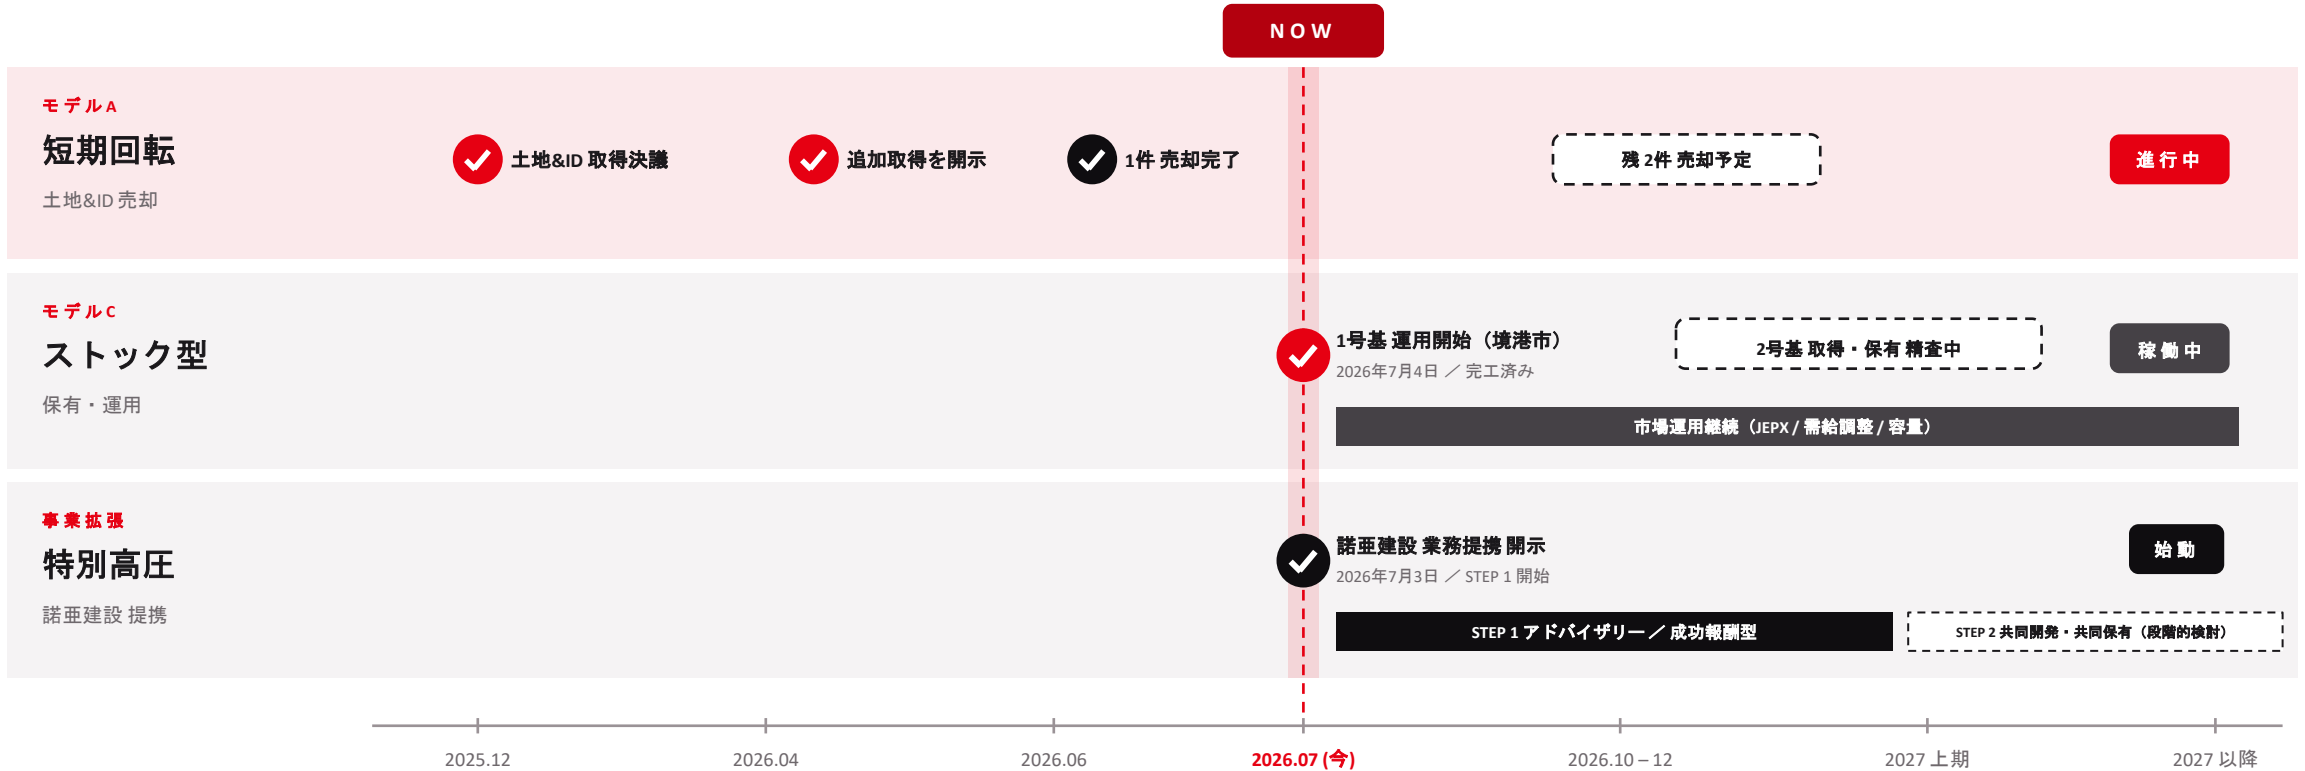 NOW
モデルA
短期回転
土地&ID 売却
土地&ID 取得決議
追加取得を開示
1件 売却完了
残 2件 売却予定
進行中
モデルC
ストック型
保有・運用
1号基 運用開始（境港市）
2026年7月4日 ／ 完工済み
2号基 取得・保有 精査中
稼働中
市場運用継続（JEPX / 需給調整 / 容量）
事業拡張
特別高圧
諾亜建設 提携
諾亜建設 業務提携 開示
2026年7月3日 ／ STEP 1 開始
始動
STEP 1 アドバイザリー ／ 成功報酬型
STEP 2 共同開発・共同保有（段階的検討）
2025.12
2026.04
2026.06
2026.07 (今)
2026.10 – 12
2027 上期
2027 以降